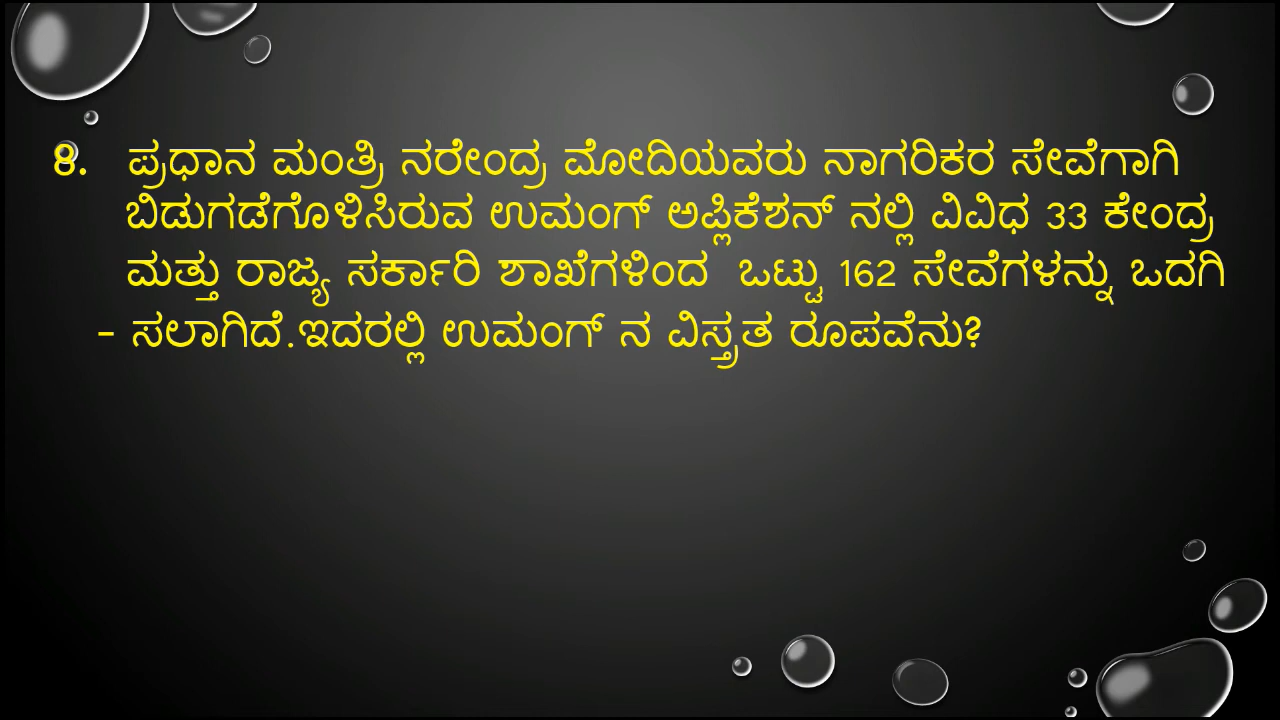 8. ಪ್ರಧಾನ ಮಂತ್ರಿ ನರೇಂದ್ರ ಮೋದಿಯವರು ನಾಗರಿಕರ ಸೇವೆಗಾಗಿ
ಬಿಡುಗಡೆಗೊಳಿಸಿರುವ ಉಮಂಗ್ ಅಪ್ಲಿಕೆಶನ್ ನಲ್ಲಿ ವಿವಿಧ 33 ಕೇಂದ್ರ
ಮತ್ತು ರಾಜ್ಯ ಸರ್ಕಾರಿ ಶಾಖೆಗಳಿಂದ ಒಟ್ಟು 162 ಸೇವೆಗಳನ್ನು ಒದಗಿ
- ಸಲಾಗಿದೆ.ಇದರಲ್ಲಿ ಉಮಂಗ್ ನ ವಿಸ್ತ್ರತ ರೂಪವೆನು?